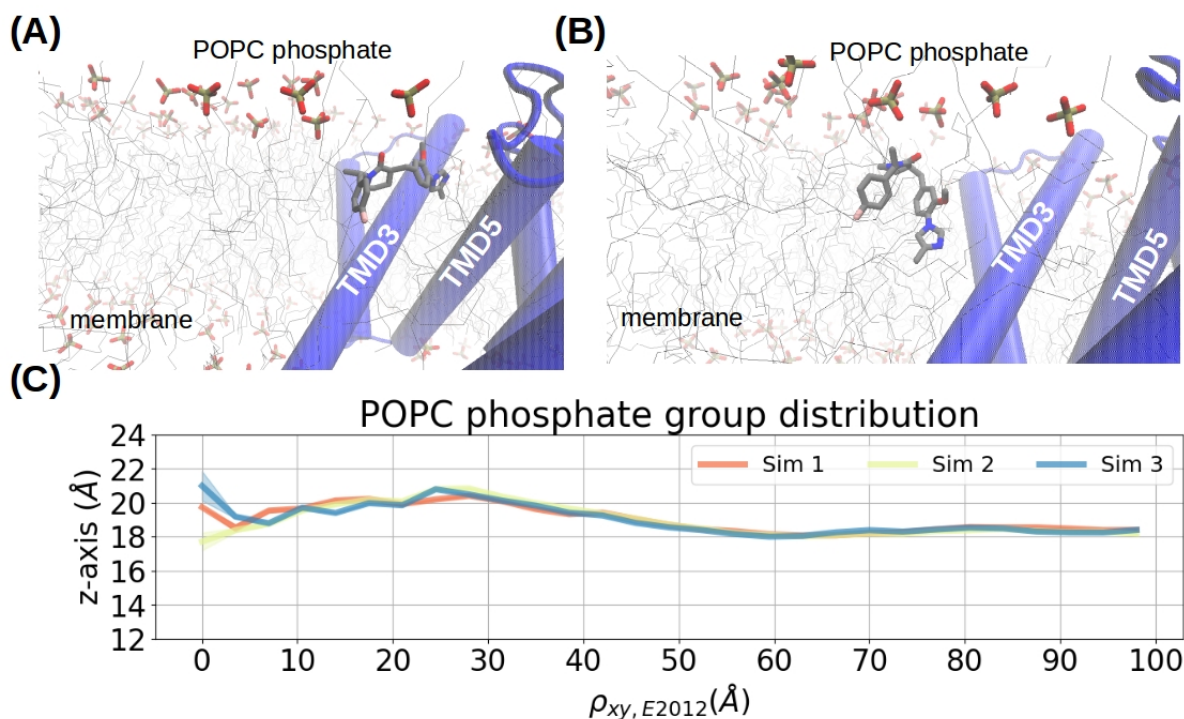 (A)
POPC phosphate
TMD3
TMD5
membrane
(B)
POPC phosphate
TMD3
TMD5
membrane
(C)
POPC phosphate group distribution
24
22
20
18
16
14
12
z-axis (Å)
Sim 1 Sim 2 Sim 3
0 10 20 30 40 50 60 70 80 90 100
ρxy, E2012(Å)